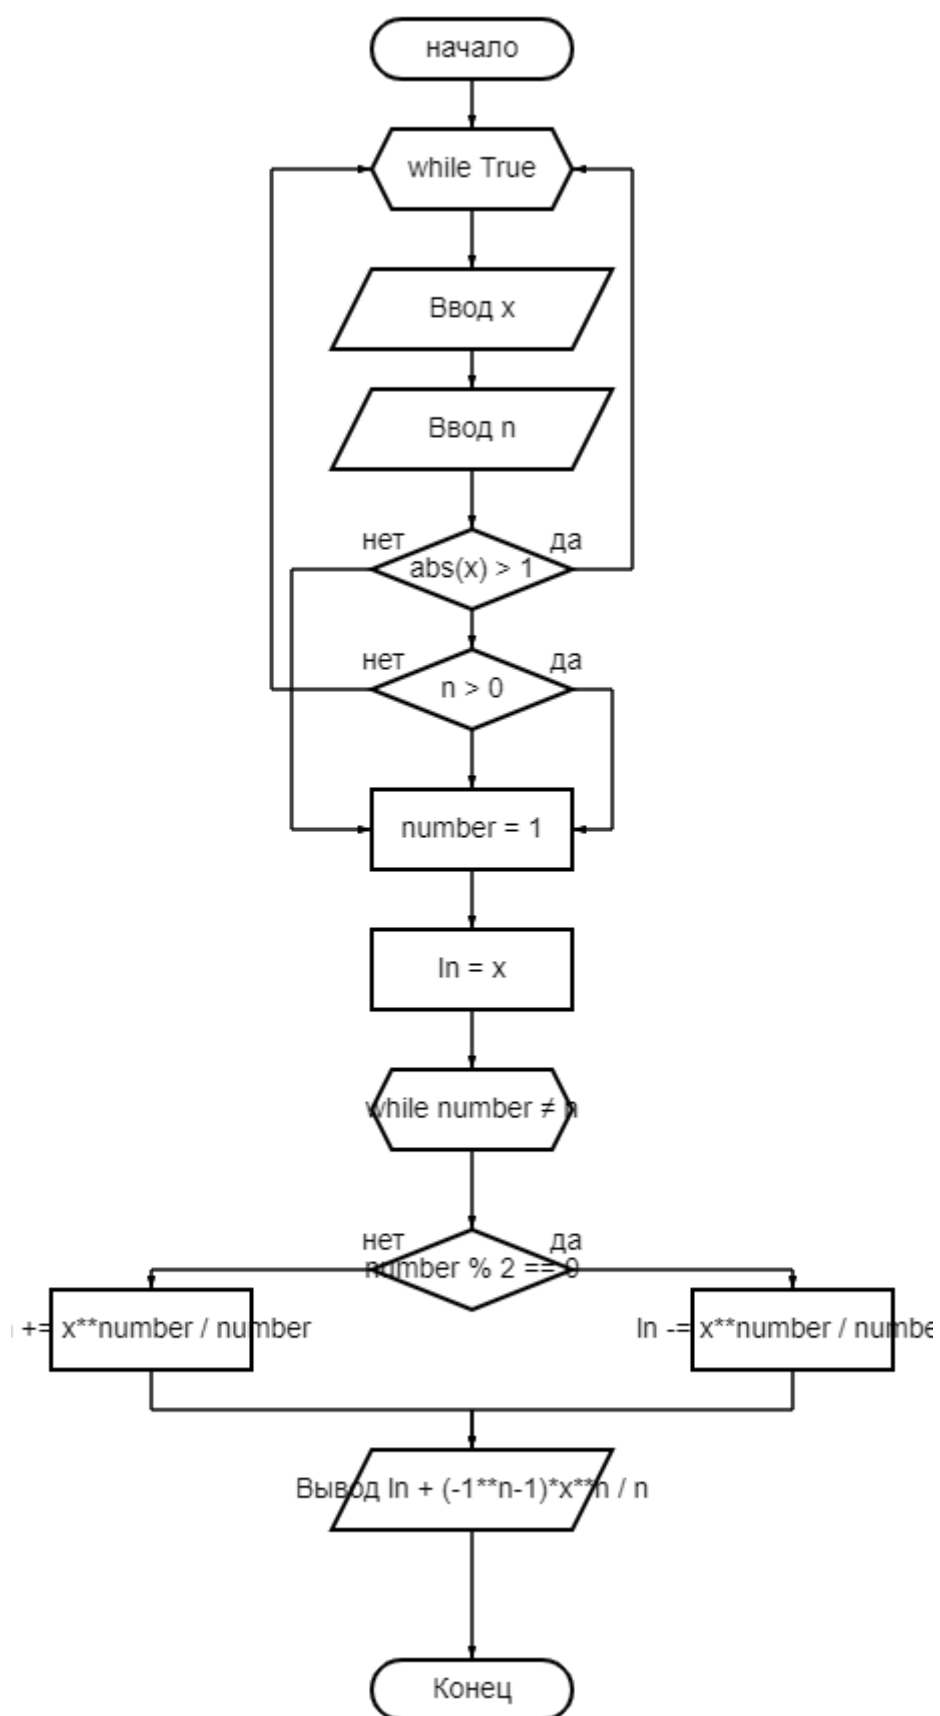 начало
while True
Ввод x
Ввод n
нет
да
abs(x) > 1
нет
да
n > 0
number = 1
ln = x
while number ≠ n
нет
да
number % 2 == 0
+= x**number / number
ln -= x**number /
Вывод ln + (-1**n-1)*x**n / n
Конец